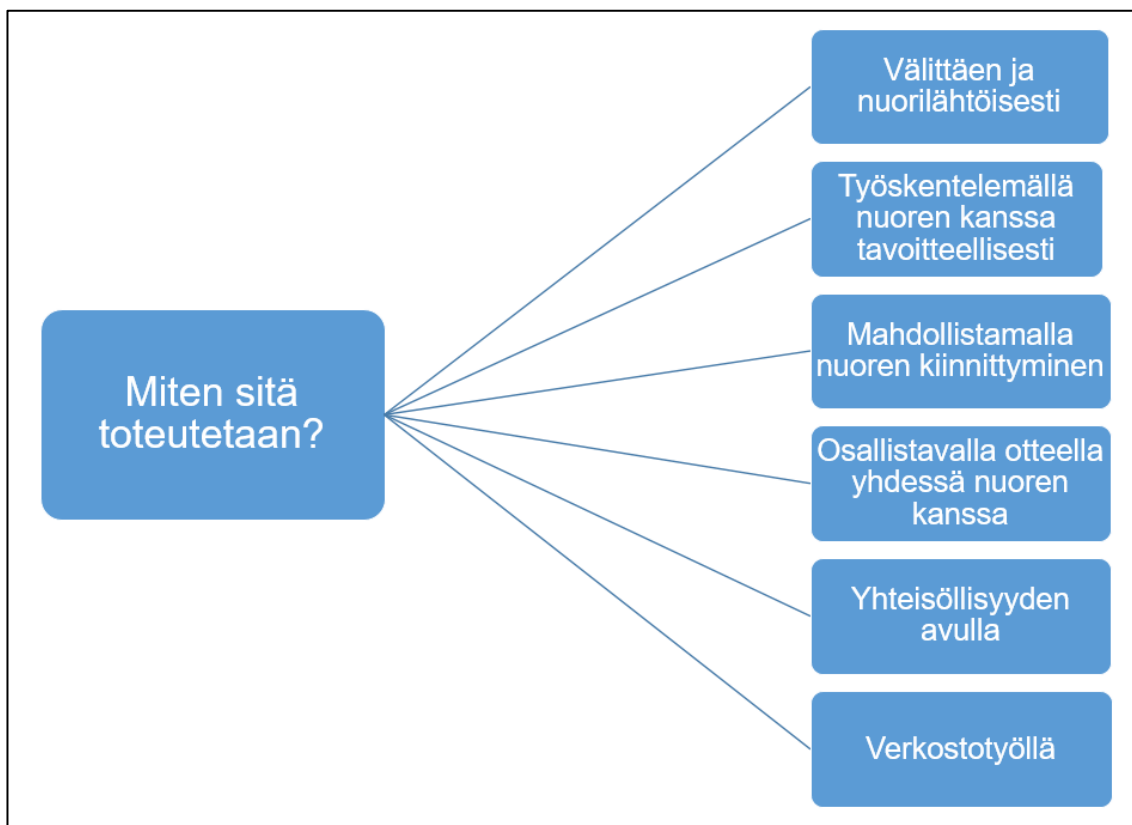 Miten sitä
toteutetaan?
Välittäen ja
nuorilähtöisesti
Työskentelemällä
nuoren kanssa
tavoitteellisesti
Mahdollistamalla
nuoren kiinnittyminen
Osallistavalla otteella
yhdessä nuoren
kanssa
Yhteisöllisyyden
avulla
Verkostotyöllä